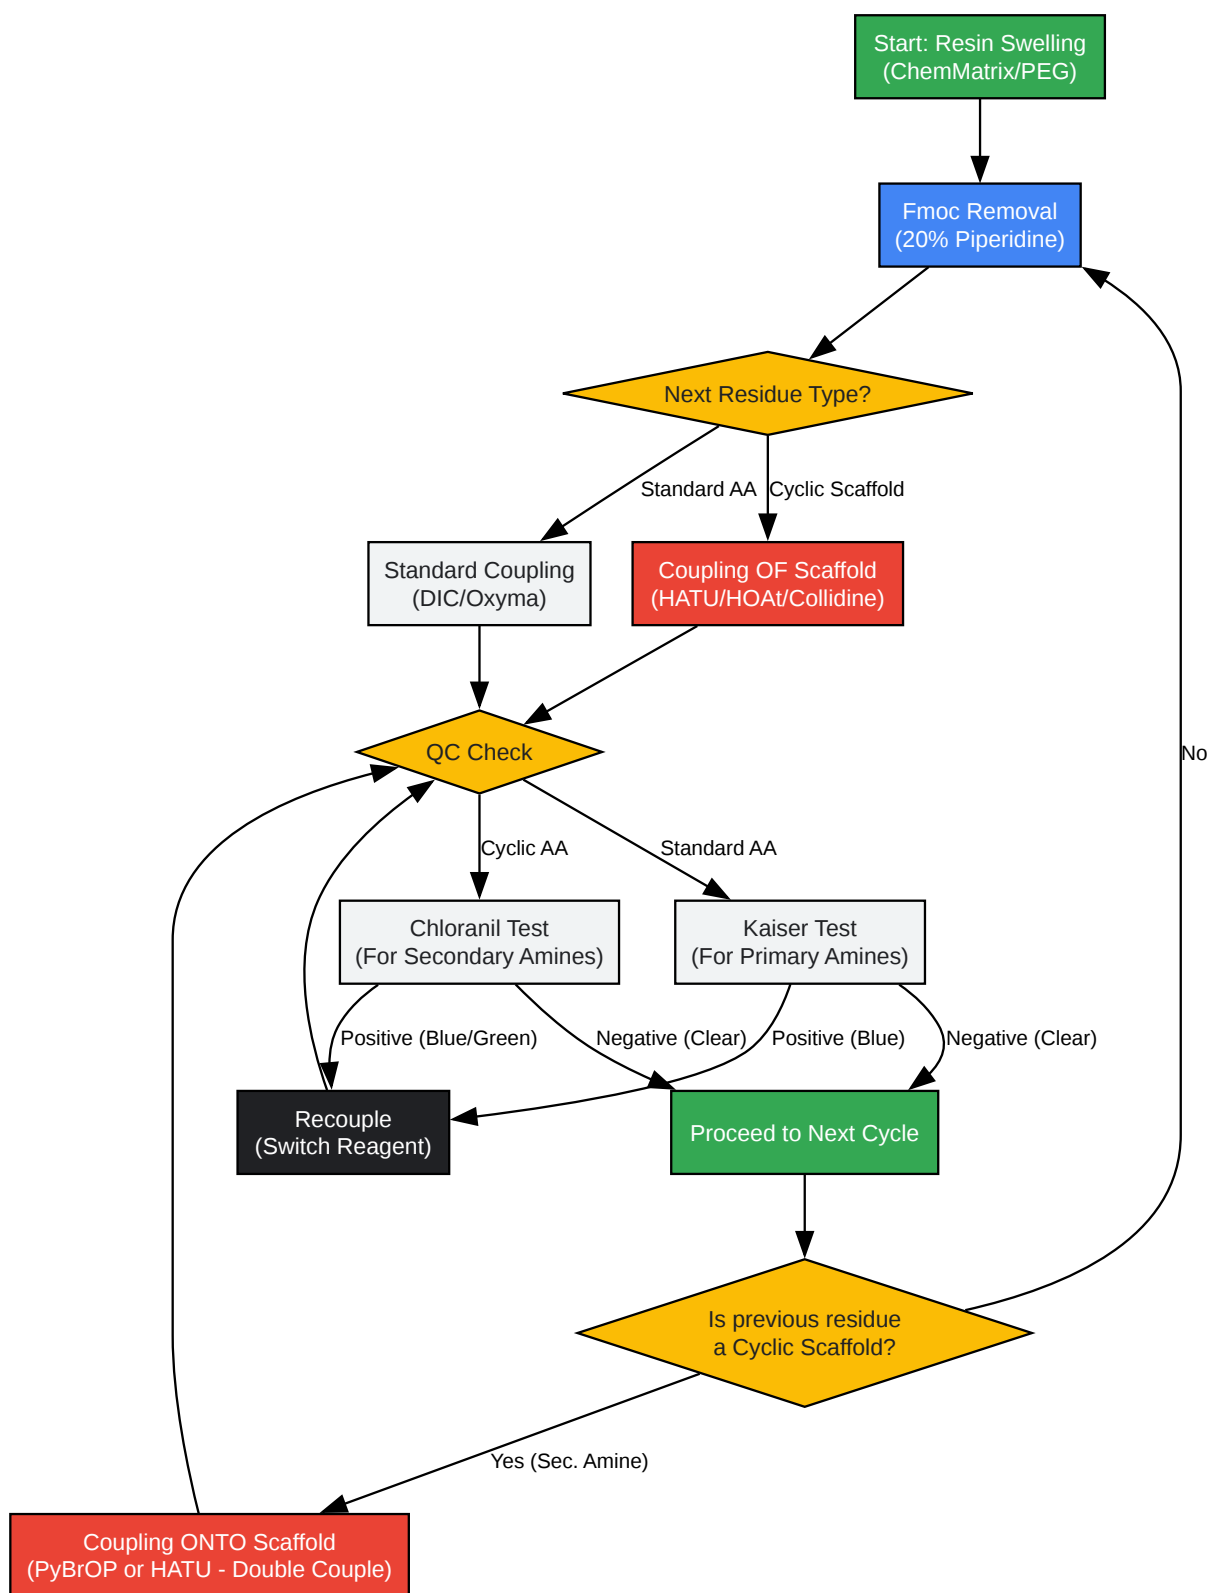 Start: Resin Swelling
(ChemMatrix/PEG)
Fmoc Removal
(20% Piperidine)
Next Residue Type?
Standard AA
Cyclic Scaffold
Standard Coupling
(DIC/Oxyma)
Coupling OF Scaffold
(HATU/HOAt/Collidine)
QC Check
No
Cyclic AA
Standard AA
Chloranil Test
(For Secondary Amines)
Kaiser Test
(For Primary Amines)
Positive (Blue/Green)
Negative (Clear)
Positive (Blue)
Negative (Clear)
Recouple
(Switch Reagent)
Proceed to Next Cycle
Is previous residue
a Cyclic Scaffold?
Yes (Sec. Amine)
Coupling ONTO Scaffold
(PyBrOP or HATU - Double Couple)